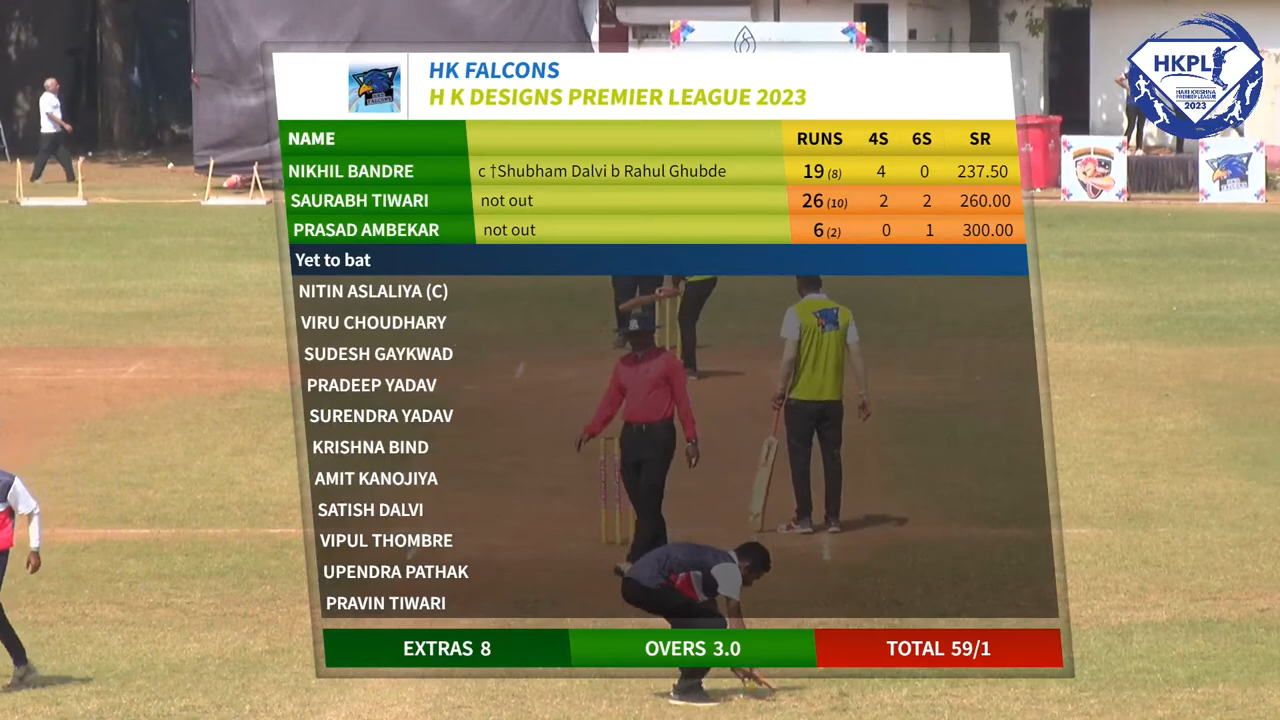 HK FALCONS
H K DESIGNS PREMIER LEAGUE 2023
HKPL
HARI KRISHNA
PREMIER LEAGUE
2023
NAME RUNS 4S 6S SR
NIKHIL BANDRE c †Shubham Dalvi b Rahul Ghubde 19 (8) 4 0 237.50
SAURABH TIWARI not out 26 (10) 2 2 260.00
PRASAD AMBEKAR not out 6 (2) 0 1 300.00
Yet to bat
NITIN ASLALIYA (C)
VIRU CHOUDHARY
SUDESH GAYKWAD
PRADEEP YADAV
SURENDRA YADAV
KRISHNA BIND
AMIT KANOJIYA
SATISH DALVI
VIPUL THOMBRE
UPENDRA PATHAK
PRAVIN TIWARI
EXTRAS 8 OVERS 3.0 TOTAL 59/1